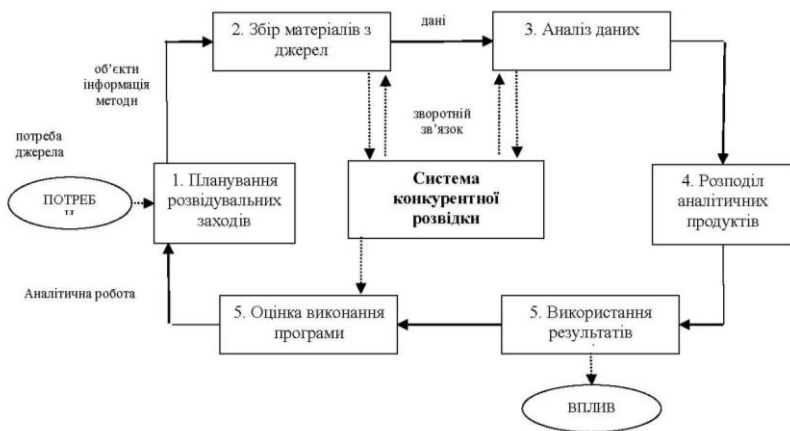 2. Збір матеріалів з
джерел
дані
3. Аналіз даних
об’єкти
інформація
методи
зворотній
зв’язок
потреба
джерела
ПОТРЕБ
1. Планування
розвідувальних
заходів
Система
конкурентної
розвідки
4. Розподіл
аналітичних
продуктів
Аналітична робота
5. Оцінка виконання
програми
5. Використання
результатів
ВПЛИВ